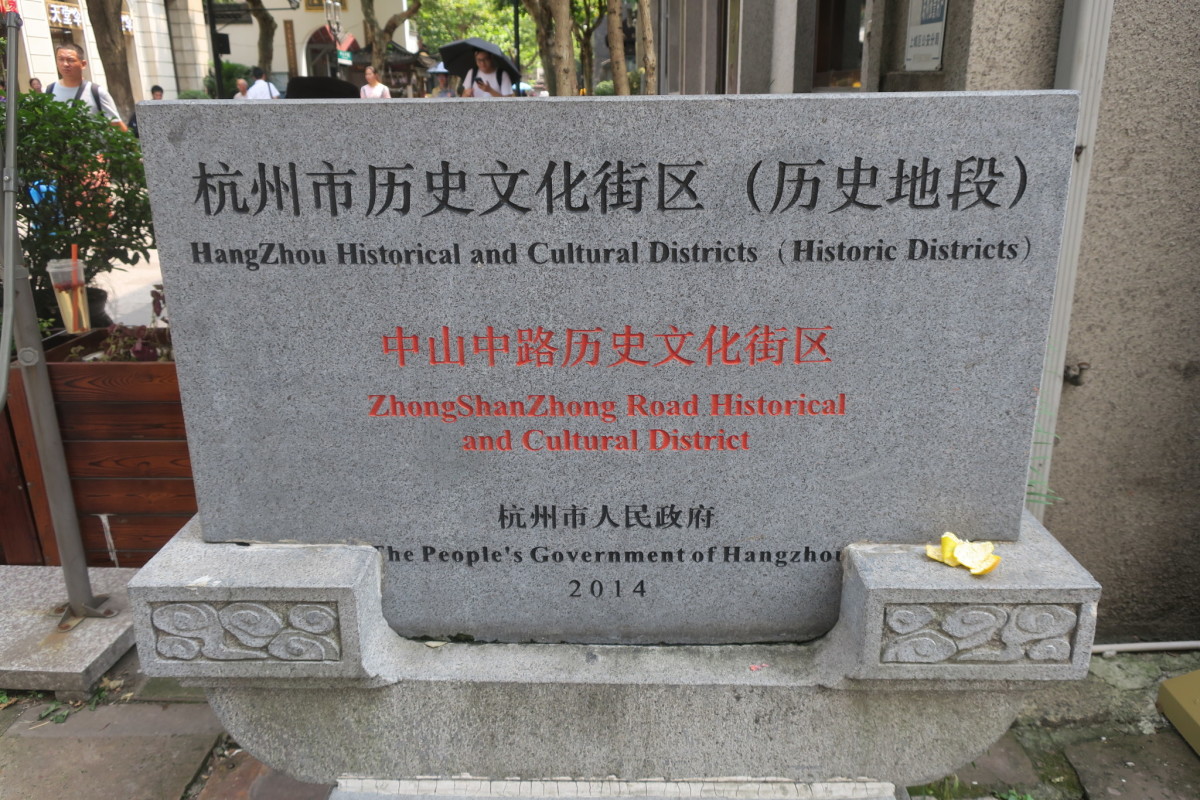 杭州市历史文化街区（历史地段）
HangZhou Historical and Cultural Districts（Historic Districts）
中山中路历史文化街区
ZhongShanZhong Road Historical
and Cultural District
杭州市人民政府
The People's Government of Hangzhou
2014